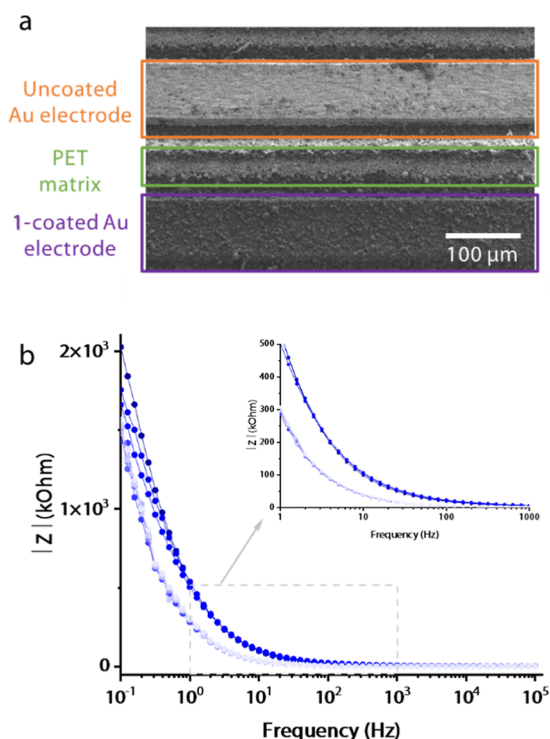 a
Uncoated
Au electrode
PET
matrix
1-coated Au
electrode
100 μm
b
2×10³
1×10³
0
|Z| (kOhm)
10⁻¹ 10⁰ 10¹ 10² 10³ 10⁴ 10⁵
Frequency (Hz)
500
400
300
200
100
0
|Z| (kOhm)
1 10 100 1000
Frequency (Hz)